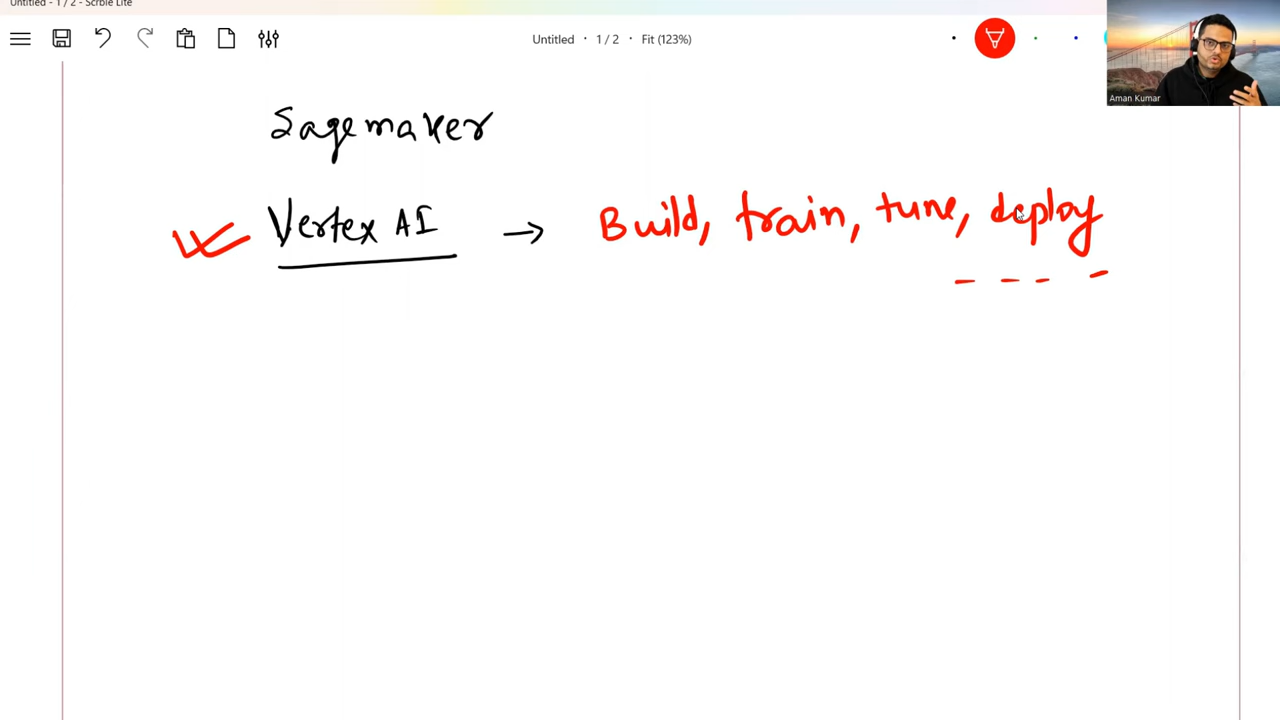 Untitled - 1 / 2 - Scrble Lite
Untitled • 1 / 2 • Fit (123%)
Aman Kumar
Sagemaker
Vertex AI → Build, train, tune, deploy